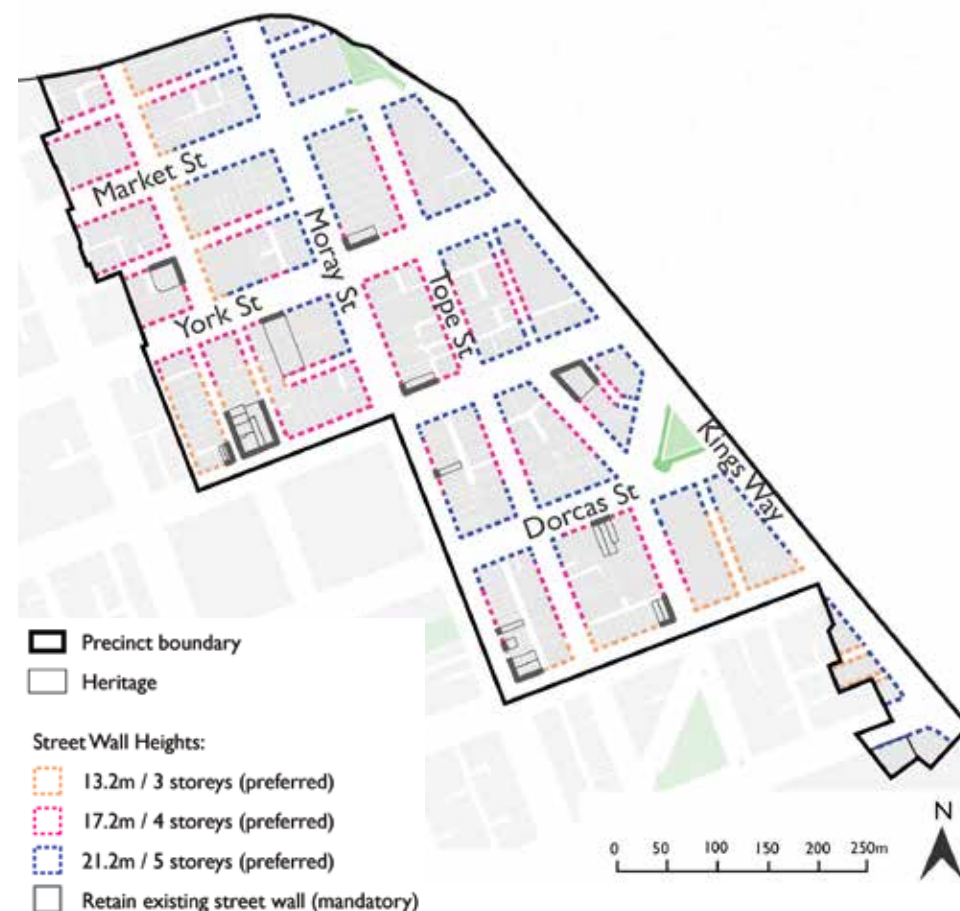 Market St
Moray St
York St
Tope St
Kings Way
Dorcas St
Precinct boundary
Heritage
Street Wall Heights:
13.2m / 3 storeys (preferred)
17.2m / 4 storeys (preferred)
21.2m / 5 storeys (preferred)
Retain existing street wall (mandatory)
N
0 50 100 150 200 250m